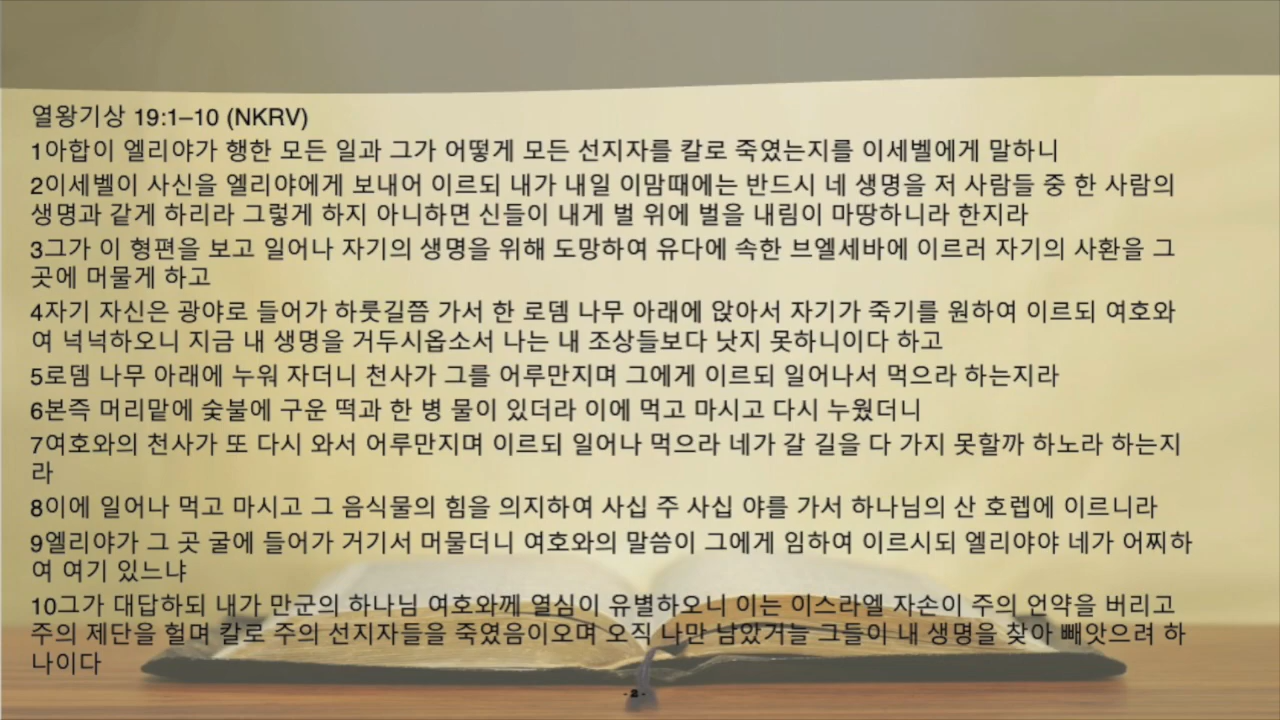 열왕기상 19:1–10 (NKRV)
1아합이 엘리야가 행한 모든 일과 그가 어떻게 모든 선지자를 칼로 죽였는지를 이세벨에게 말하니
2이세벨이 사신을 엘리야에게 보내어 이르되 내가 내일 이맘때에는 반드시 네 생명을 저 사람들 중 한 사람의
생명과 같게 하리라 그렇게 하지 아니하면 신들이 내게 벌 위에 벌을 내림이 마땅하니라 한지라
3그가 이 형편을 보고 일어나 자기의 생명을 위해 도망하여 유다에 속한 브엘세바에 이르러 자기의 사환을 그
곳에 머물게 하고
4자기 자신은 광야로 들어가 하룻길쯤 가서 한 로뎀 나무 아래에 앉아서 자기가 죽기를 원하여 이르되 여호와
여 넉넉하오니 지금 내 생명을 거두시옵소서 나는 내 조상들보다 낫지 못하니이다 하고
5로뎀 나무 아래에 누워 자더니 천사가 그를 어루만지며 그에게 이르되 일어나서 먹으라 하는지라
6본즉 머리맡에 숯불에 구운 떡과 한 병 물이 있더라 이에 먹고 마시고 다시 누웠더니
7여호와의 천사가 또 다시 와서 어루만지며 이르되 일어나 먹으라 네가 갈 길을 다 가지 못할까 하노라 하는지
라
8이에 일어나 먹고 마시고 그 음식물의 힘을 의지하여 사십 주 사십 야를 가서 하나님의 산 호렙에 이르니라
9엘리야가 그 곳 굴에 들어가 거기서 머물더니 여호와의 말씀이 그에게 임하여 이르시되 엘리야야 네가 어찌하
여 여기 있느냐
10그가 대답하되 내가 만군의 하나님 여호와께 열심이 유별하오니 이는 이스라엘 자손이 주의 언약을 버리고
주의 제단을 헐며 칼로 주의 선지자들을 죽였음이오며 오직 나만 남았거늘 그들이 내 생명을 찾아 빼앗으려 하
나이다
- 2 -